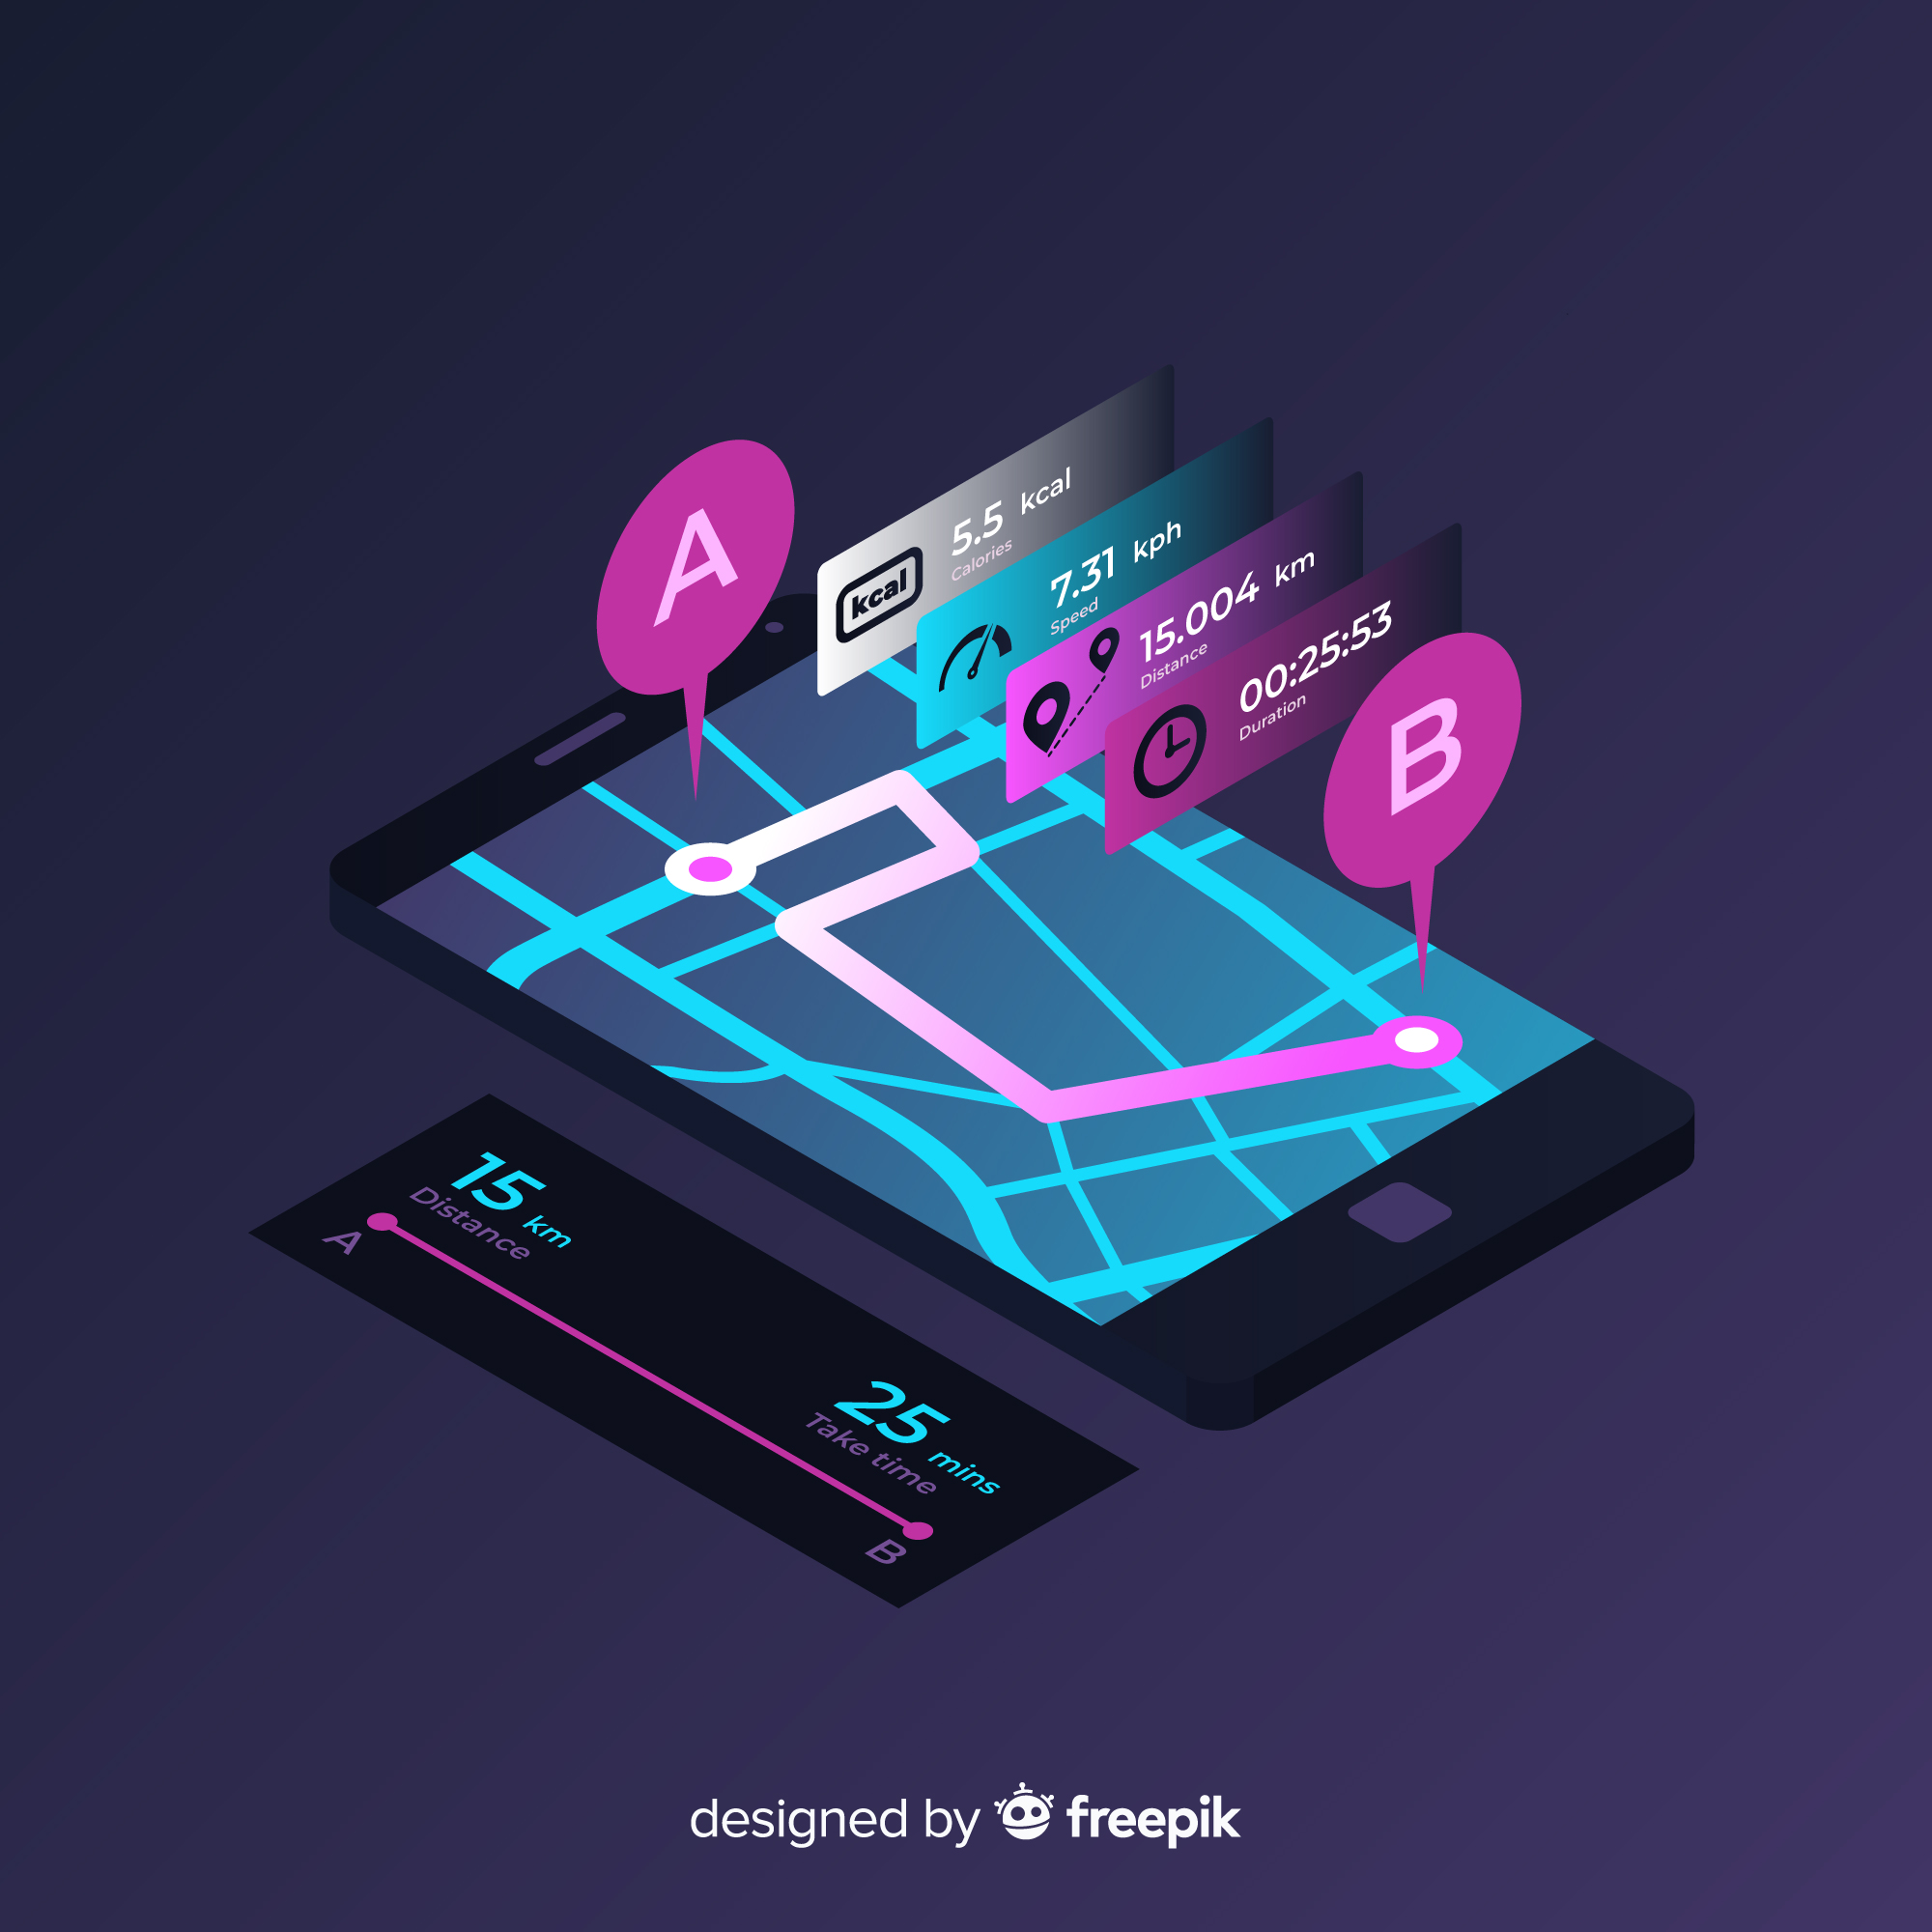 A
kcal
5.5 kcal
Calories
7.31 kph
Speed
15.004 km
Distance
00:25:53
Duration
B
15 km
Distance
A
25 mins
Take time
B
designed by freepik